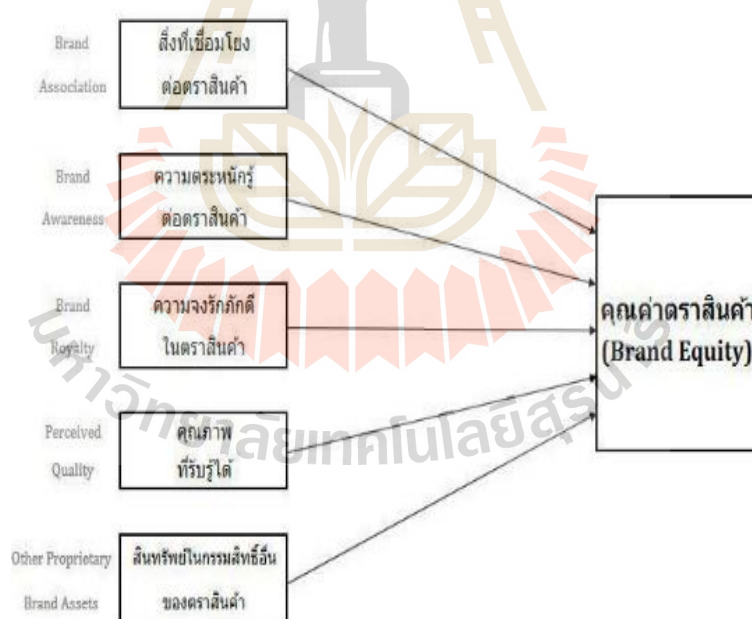 Brand
Association
สิ่งที่เชื่อมโยง
ต่อตราสินค้า
Brand
Awareness
ความตระหนักรู้
ต่อตราสินค้า
Brand
Royalty
ความจงรักภักดี
ในตราสินค้า
Perceived
Quality
คุณภาพ
ที่รับรู้ได้
Other Proprietary
Brand Assets
สินทรัพย์ในกรรมสิทธิ์อื่น
ของตราสินค้า
คุณค่าตราสินค้า
(Brand Equity)
มหาวิทยาลัยเทคโนโลยีสุรนารี